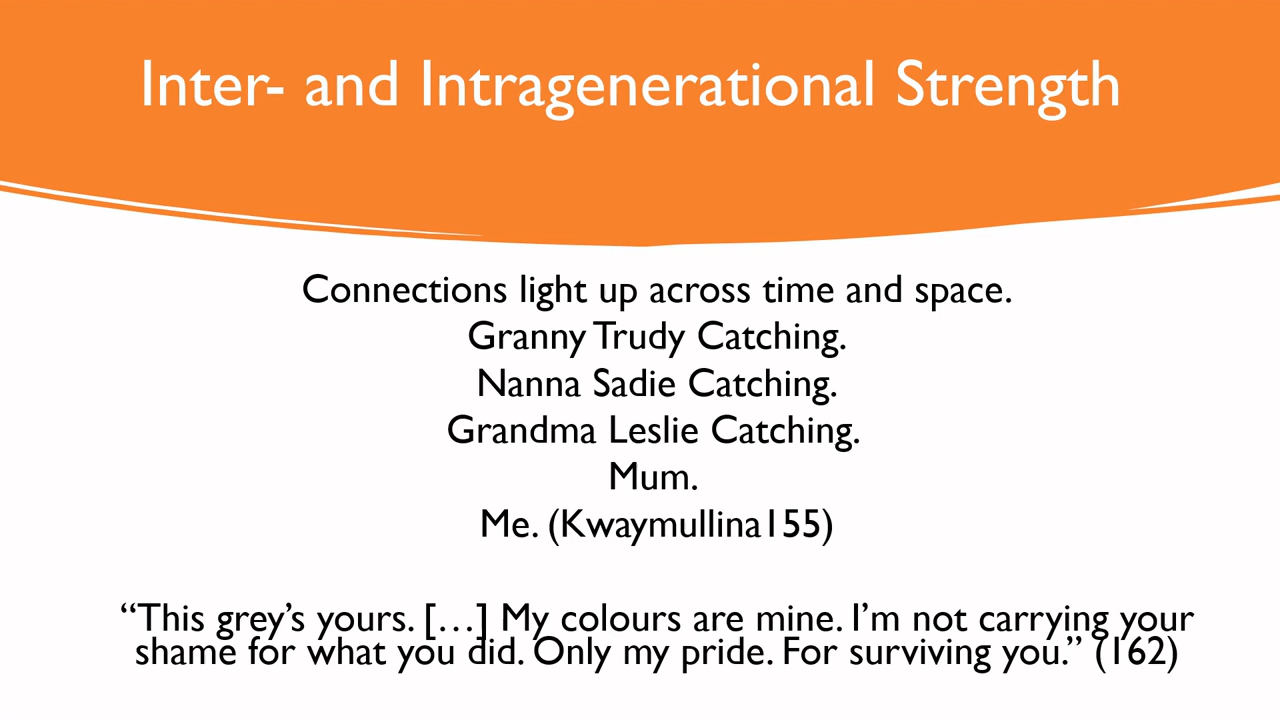 Inter- and Intragenerational Strength
Connections light up across time and space.
Granny Trudy Catching.
Nanna Sadie Catching.
Grandma Leslie Catching.
Mum.
Me. (Kwaymullina155)
“This grey’s yours. […] My colours are mine. I’m not carrying your
shame for what you did. Only my pride. For surviving you.” (162)